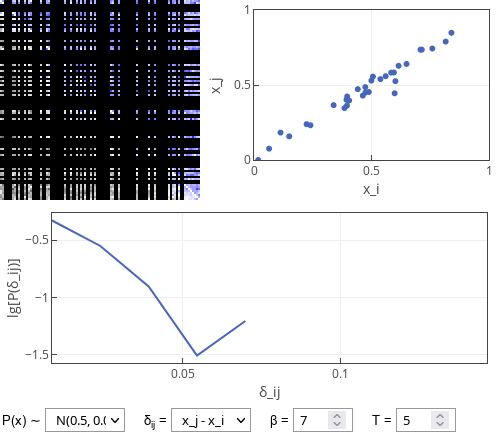 1
0.5
0
x_j
0
0.5
1
x_i
−0.5
−1
−1.5
lg[P(δ_ij)]
0.05
0.1
δ_ij
P(x) ~ N(0.5, 0.0 δij = x_j - x_i β = 7 T = 5